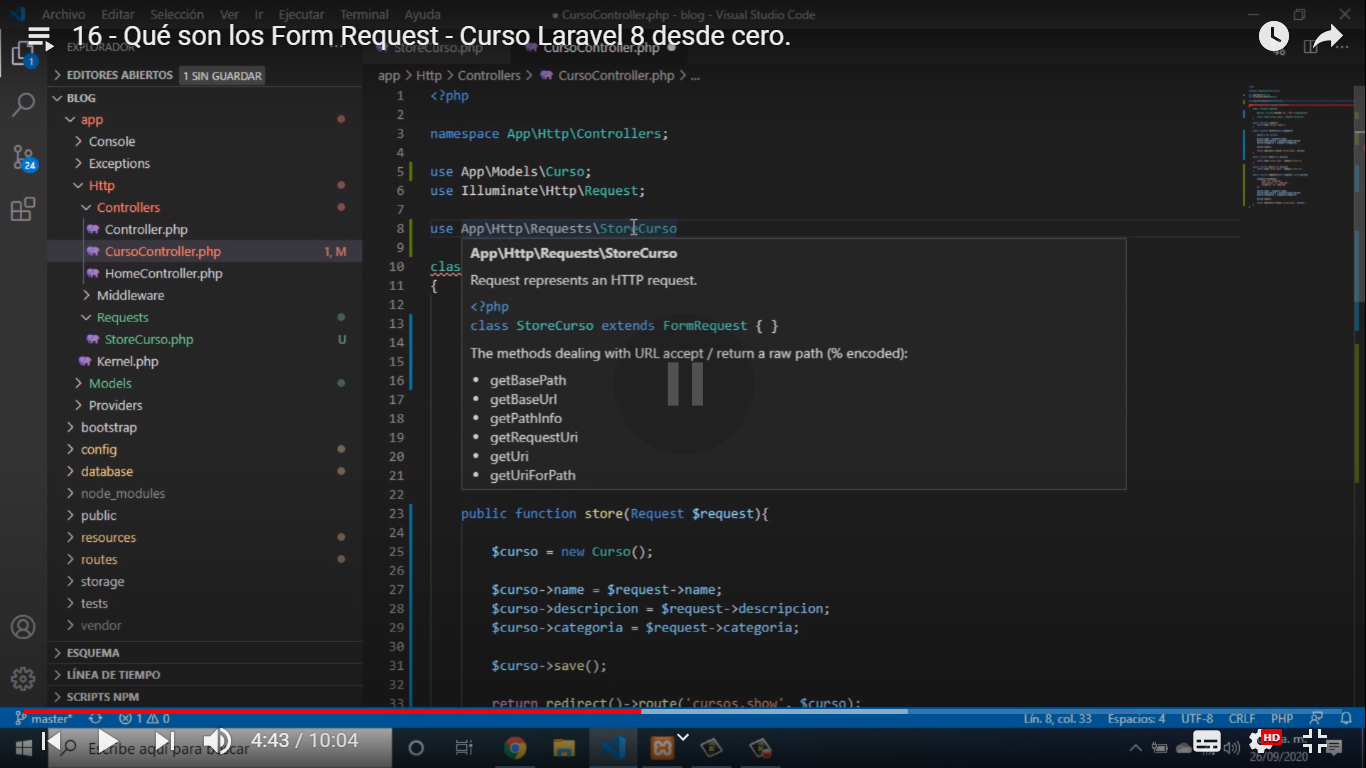 Archivo Editar Selección Ver Ir Ejecutar Terminal Ayuda
● CursoController.php - blog - Visual Studio Code
16 - Qué son los Form Request - Curso Laravel 8 desde cero.
EXPLORADOR
StoreCurso.php
CursoController.php
EDITORES ABIERTOS 1 SIN GUARDAR
app > Http > Controllers > CursoController.php > ...
BLOG
app
Console
Exceptions
Http
Controllers
Controller.php
CursoController.php 1, M
HomeController.php
Middleware
Requests
StoreCurso.php U
Kernel.php
Models
Providers
bootstrap
config
database
node_modules
public
resources
routes
storage
tests
vendor
ESQUEMA
LÍNEA DE TIEMPO
SCRIPTS NPM
1
24
1 <?php
2
3 namespace App\Http\Controllers;
4
5 use App\Models\Curso;
6 use Illuminate\Http\Request;
7
8 use App\Http\Requests\StoreCurso
9
10 clas
11 {
12
13
14
15
16
17
18
19
20
21
22
App\Http\Requests\StoreCurso
Request represents an HTTP request.
<?php
class StoreCurso extends FormRequest { }
The methods dealing with URL accept / return a raw path (% encoded):
• getBasePath
• getBaseUrl
• getPathInfo
• getRequestUri
• getUri
• getUriForPath
23 public function store(Request $request){
24
25 $curso = new Curso();
26
27 $curso->name = $request->name;
28 $curso->descripcion = $request->descripcion;
29 $curso->categoria = $request->categoria;
30
31 $curso->save();
32
33 return redirect()->route('cursos.show', $curso);
master* 1 0
Lín. 8, col. 33 Espacios: 4 UTF-8 CRLF PHP
Escribe aquí para buscar
4:43 / 10:04
HD
a. m.
26/09/2020